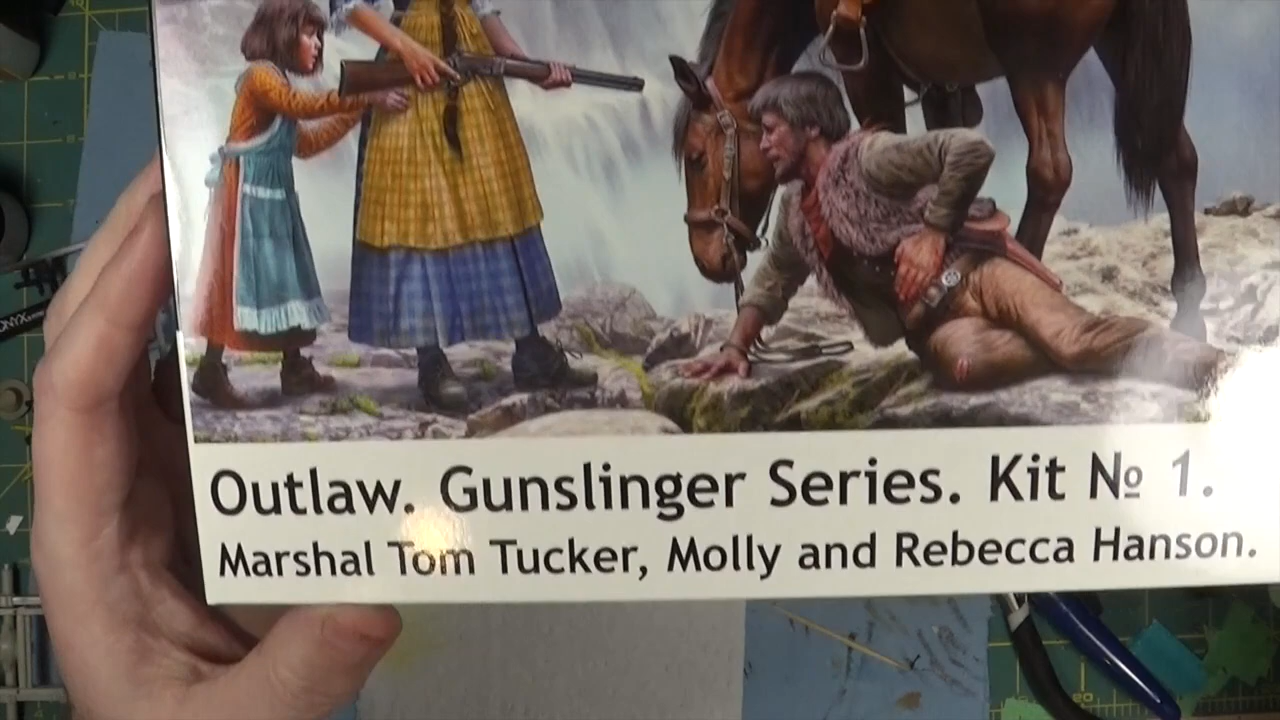 Outlaw. Gunslinger Series. Kit № 1.
Marshal Tom Tucker, Molly and Rebecca Hanson.